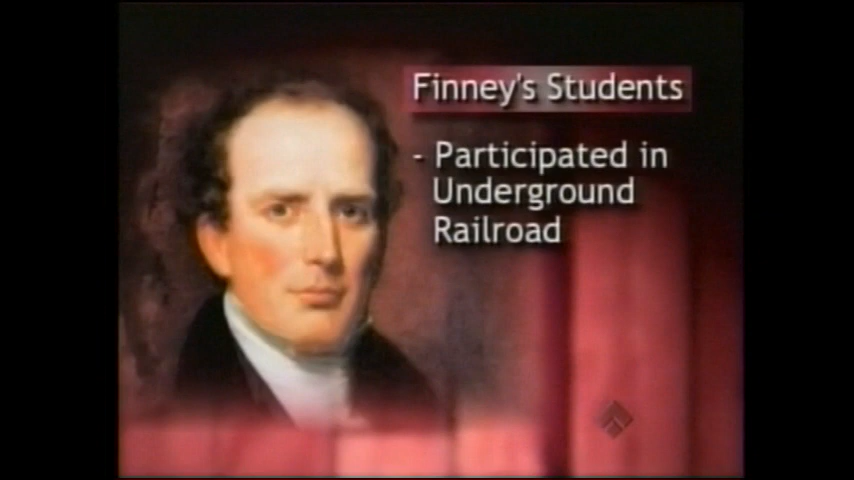 Finney's Students
- Participated in
Underground
Railroad